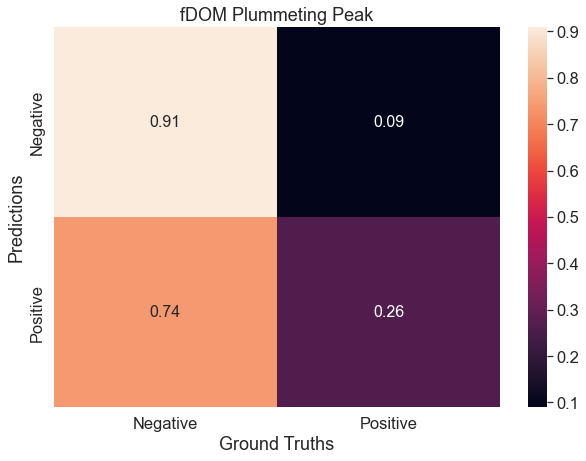 fDOM Plummeting Peak
Predictions
Negative
Positive
0.91
0.09
0.74
0.26
Negative
Positive
Ground Truths
0.9
0.8
0.7
0.6
0.5
0.4
0.3
0.2
0.1